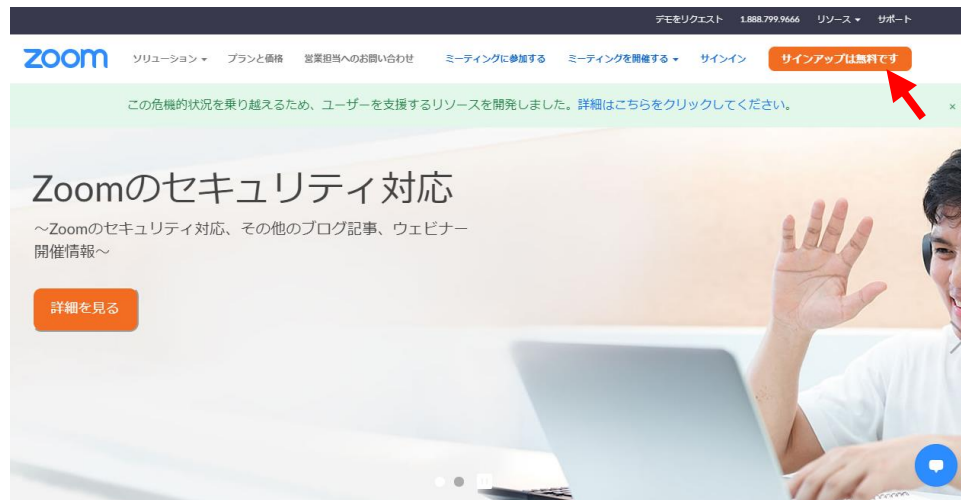 デモをリクエスト 1.888.799.9666 リソース サポート
zoom ソリューション プランと価格 営業担当へのお問い合わせ ミーティングに参加する ミーティングを開催する サインイン サインアップは無料です
この危機的状況を乗り越えるため、ユーザーを支援するリソースを開発しました。詳細はこちらをクリックしてください。 ×
Zoomのセキュリティ対応
～Zoomのセキュリティ対応、その他のブログ記事、ウェビナー
開催情報～
詳細を見る